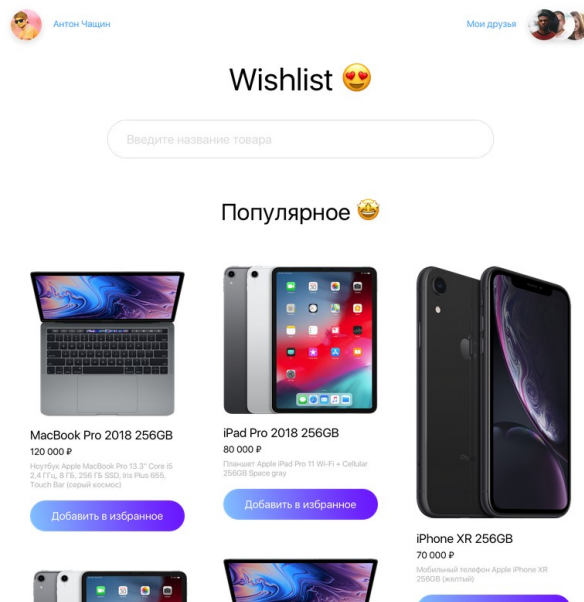 Антон Чащин
Мои друзья
Wishlist 😍
Введите название товара
Популярное 🤩
MacBook Pro 2018 256GB
120 000 ₽
Ноутбук Apple MacBook Pro 13.3" Core i5
2,4 ГГц, 8 ГБ, 256 ГБ SSD, Iris Plus 655,
Touch Bar (серый космос)
Добавить в избранное
iPad Pro 2018 256GB
80 000 ₽
Планшет Apple iPad Pro 11 Wi-Fi + Cellular
256GB Space gray
Добавить в избранное
iPhone XR 256GB
70 000 ₽
Мобильный телефон Apple iPhone XR
256GB (желтый)